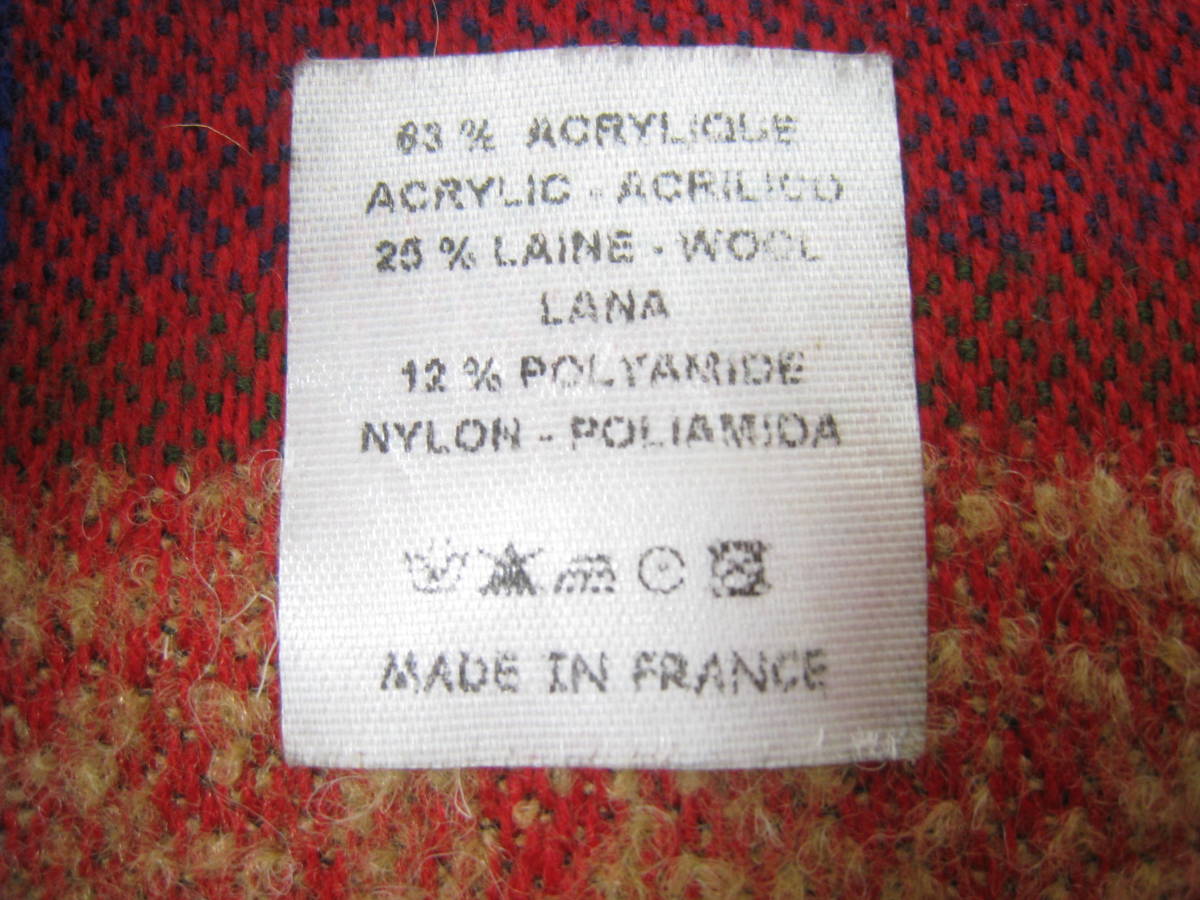 63 % ACRYLIQUE
ACRYLIC - ACRILICO
25 % LAINE - WOOL
LANA
12 % POLYAMIDE
NYLON - POLIAMIDA
MADE IN FRANCE